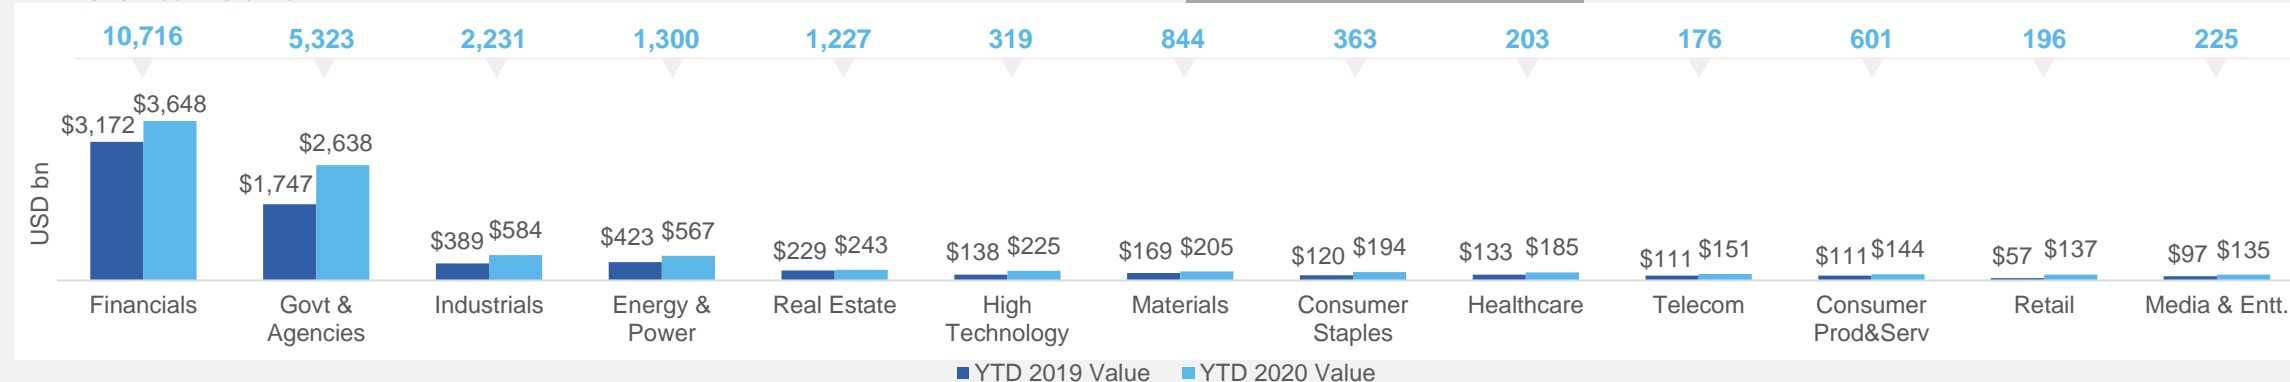 10,716 5,323 2,231 1,300 1,227 319 844 363 203 176 601 196 225
$3,172 $3,648 $1,747 $2,638 $389 $584 $423 $567 $229 $243 $138 $225 $169 $205 $120 $194 $133 $185 $111 $151 $111 $144 $57 $137 $97 $135
USD bn
Financials
Govt &
Agencies
Industrials
Energy &
Power
Real Estate
High
Technology
Materials
Consumer
Staples
Healthcare
Telecom
Consumer
Prod&Serv
Retail
Media & Entt.
YTD 2019 Value
YTD 2020 Value